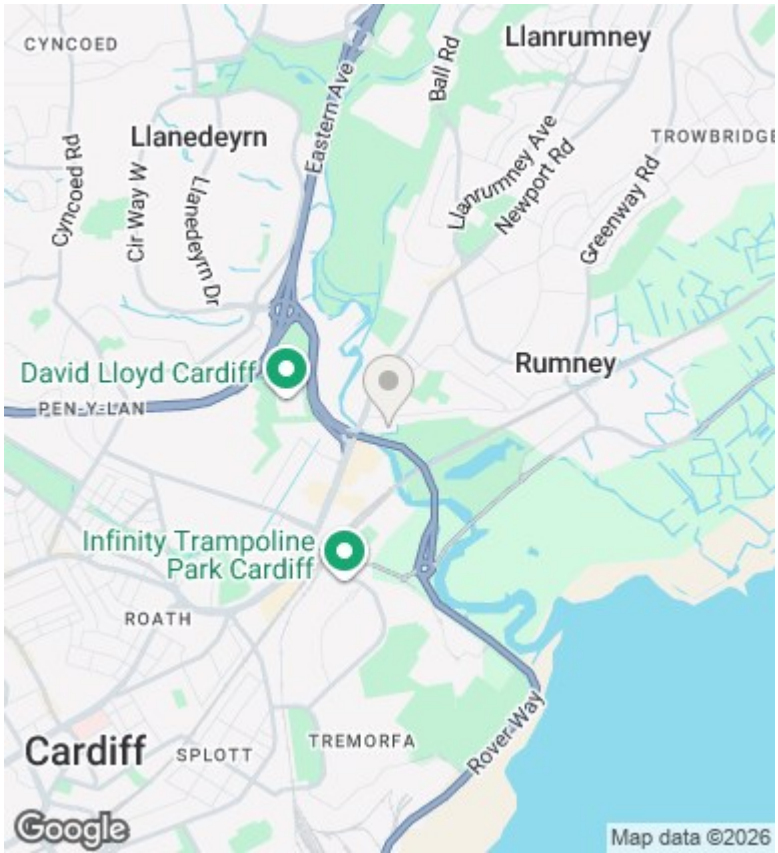 CYNCOED
Llanrumney
Ball Rd
Eastern Ave
Llanedeyrn
TROWBRIDGE
Cyncoed Rd
Cir Way W
Llanedeyrn Dr
Llanrumney Ave
Newport Rd
Greenway Rd
David Lloyd Cardiff
Rumney
PEN-Y-LAN
Infinity Trampoline
Park Cardiff
ROATH
Cardiff
SPLOTT
TREMORFA
Rover Way
Google
Map data ©2026